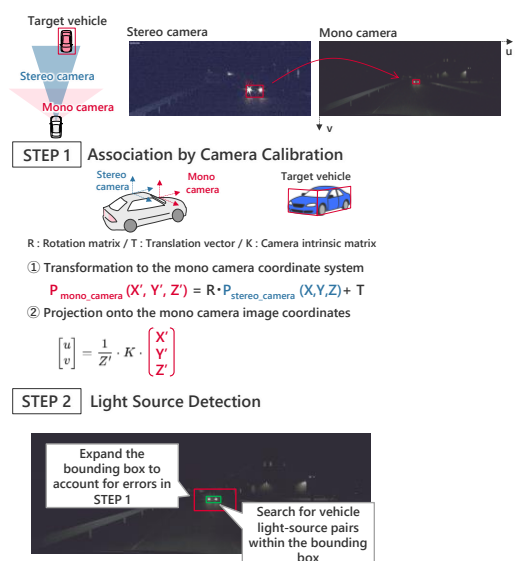 Target vehicle
Stereo camera
Mono camera
Stereo camera
Mono camera
u
v
STEP 1 Association by Camera Calibration
Stereo
camera
Mono
camera
Target vehicle
R : Rotation matrix / T : Translation vector / K : Camera intrinsic matrix
① Transformation to the mono camera coordinate system
P mono_camera (X', Y', Z') = R･P stereo_camera (X,Y,Z)+ T
② Projection onto the mono camera image coordinates
[u v] = 1/Z' · K · (X' Y' Z')
STEP 2 Light Source Detection
Expand the
bounding box to
account for errors in
STEP 1
Search for vehicle
light-source pairs
within the bounding
box